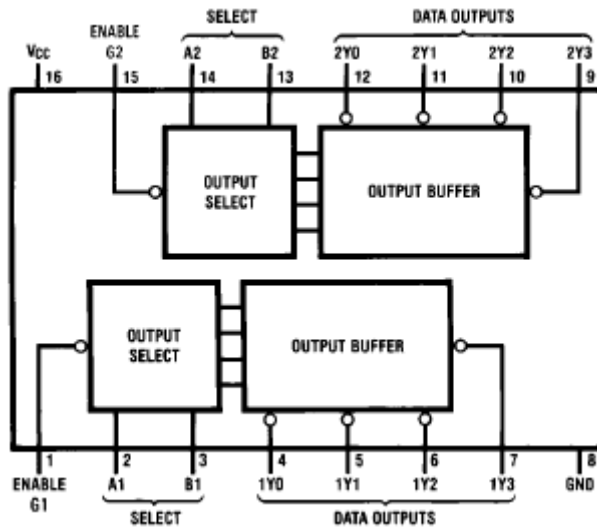 SELECT DATA OUTPUTS
ENABLE
VCC G2 A2 B2 2Y0 2Y1 2Y2 2Y3
16 15 14 13 12 11 10 9
OUTPUT
SELECT
OUTPUT BUFFER
OUTPUT
SELECT
OUTPUT BUFFER
1 2 3 4 5 6 7 8
ENABLE
G1
A1 B1 1Y0 1Y1 1Y2 1Y3 GND
SELECT DATA OUTPUTS